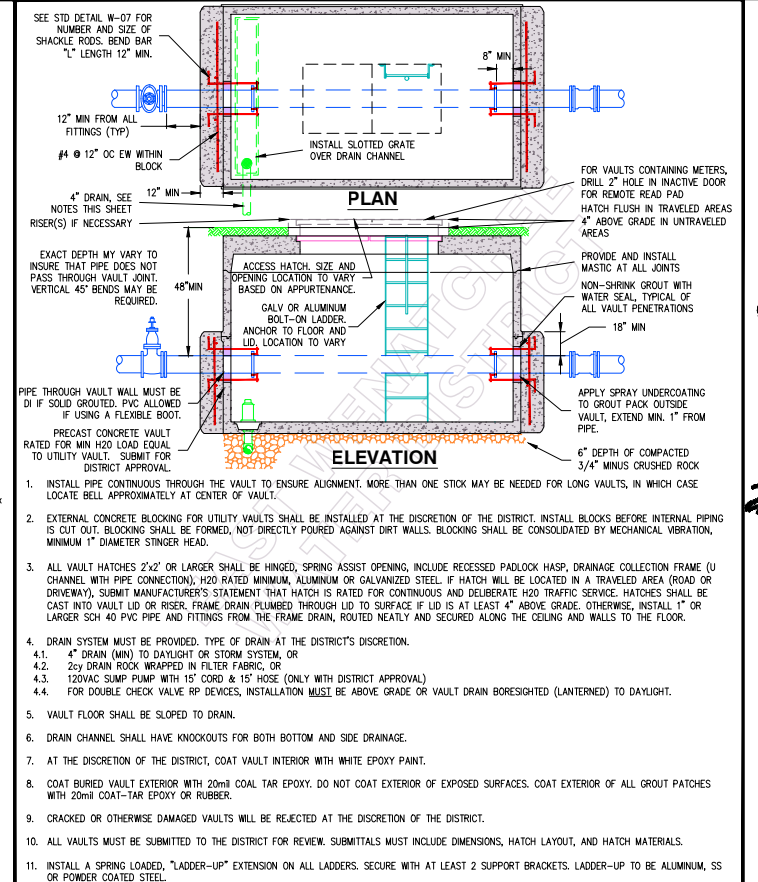 SEE STD DETAIL W-07 FOR
NUMBER AND SIZE OF
SHACKLE RODS. BEND BAR
"L" LENGTH 12" MIN.
8" MIN
12" MIN FROM ALL
FITTINGS (TYP)
#4 @ 12" OC EW WITHIN
BLOCK
INSTALL SLOTTED GRATE
OVER DRAIN CHANNEL
4" DRAIN, SEE
NOTES THIS SHEET
12" MIN
PLAN
RISER(S) IF NECESSARY
FOR VAULTS CONTAINING METERS,
DRILL 2" HOLE IN INACTIVE DOOR
FOR REMOTE READ PAD
HATCH FLUSH IN TRAVELED AREAS
4" ABOVE GRADE IN UNTRAVELED
AREAS
EXACT DEPTH MY VARY TO
INSURE THAT PIPE DOES NOT
PASS THROUGH VAULT JOINT.
VERTICAL 45° BENDS MAY BE
REQUIRED.
48"MIN
ACCESS HATCH. SIZE AND
OPENING LOCATION TO VARY
BASED ON APPURTENANCE.
GALV OR ALUMINUM
BOLT-ON LADDER.
ANCHOR TO FLOOR AND
LID. LOCATION TO VARY
PROVIDE AND INSTALL
MASTIC AT ALL JOINTS
NON-SHRINK GROUT WITH
WATER SEAL, TYPICAL OF
ALL VAULT PENETRATIONS
18" MIN
PIPE THROUGH VAULT WALL MUST BE
DI IF SOLID GROUTED. PVC ALLOWED
IF USING A FLEXIBLE BOOT.
APPLY SPRAY UNDERCOATING
TO GROUT PACK OUTSIDE
VAULT, EXTEND MIN. 1" FROM
PIPE.
PRECAST CONCRETE VAULT
RATED FOR MIN H20 LOAD EQUAL
TO UTILITY VAULT. SUBMIT FOR
DISTRICT APPROVAL.
ELEVATION
6" DEPTH OF COMPACTED
3/4" MINUS CRUSHED ROCK
1. INSTALL PIPE CONTINUOUS THROUGH THE VAULT TO ENSURE ALIGNMENT. MORE THAN ONE STICK MAY BE NEEDED FOR LONG VAULTS, IN WHICH CASE
LOCATE BELL APPROXIMATELY AT CENTER OF VAULT.
2. EXTERNAL CONCRETE BLOCKING FOR UTILITY VAULTS SHALL BE INSTALLED AT THE DISCRETION OF THE DISTRICT. INSTALL BLOCKS BEFORE INTERNAL PIPING
IS CUT OUT. BLOCKING SHALL BE FORMED, NOT DIRECTLY POURED AGAINST DIRT WALLS. BLOCKING SHALL BE CONSOLIDATED BY MECHANICAL VIBRATION,
MINIMUM 1" DIAMETER STINGER HEAD.
3. ALL VAULT HATCHES 2'x2' OR LARGER SHALL BE HINGED, SPRING ASSIST OPENING, INCLUDE RECESSED PADLOCK HASP, DRAINAGE COLLECTION FRAME (U
CHANNEL WITH PIPE CONNECTION), H20 RATED MINIMUM, ALUMINUM OR GALVANIZED STEEL. IF HATCH WILL BE LOCATED IN A TRAVELED AREA (ROAD OR
DRIVEWAY), SUBMIT MANUFACTURER'S STATEMENT THAT HATCH IS RATED FOR CONTINUOUS AND DELIBERATE H20 TRAFFIC SERVICE. HATCHES SHALL BE
CAST INTO VAULT LID OR RISER. FRAME DRAIN PLUMBED THROUGH LID TO SURFACE IF LID IS AT LEAST 4" ABOVE GRADE. OTHERWISE, INSTALL 1" OR
LARGER SCH 40 PVC PIPE AND FITTINGS FROM THE FRAME DRAIN, ROUTED NEATLY AND SECURED ALONG THE CEILING AND WALLS TO THE FLOOR.
4. DRAIN SYSTEM MUST BE PROVIDED. TYPE OF DRAIN AT THE DISTRICT'S DISCRETION.
4.1. 4" DRAIN (MIN) TO DAYLIGHT OR STORM SYSTEM, OR
4.2. 2cy DRAIN ROCK WRAPPED IN FILTER FABRIC, OR
4.3. 120VAC SUMP PUMP WITH 15' CORD & 15' HOSE (ONLY WITH DISTRICT APPROVAL)
4.4. FOR DOUBLE CHECK VALVE RP DEVICES, INSTALLATION MUST BE ABOVE GRADE OR VAULT DRAIN BORESIGHTED (LANTERNED) TO DAYLIGHT.
5. VAULT FLOOR SHALL BE SLOPED TO DRAIN.
6. DRAIN CHANNEL SHALL HAVE KNOCKOUTS FOR BOTH BOTTOM AND SIDE DRAINAGE.
7. AT THE DISCRETION OF THE DISTRICT, COAT VAULT INTERIOR WITH WHITE EPOXY PAINT.
8. COAT BURIED VAULT EXTERIOR WITH 20mil COAL TAR EPOXY. DO NOT COAT EXTERIOR OF EXPOSED SURFACES. COAT EXTERIOR OF ALL GROUT PATCHES
WITH 20mil COAT-TAR EPOXY OR RUBBER.
9. CRACKED OR OTHERWISE DAMAGED VAULTS WILL BE REJECTED AT THE DISCRETION OF THE DISTRICT.
10. ALL VAULTS MUST BE SUBMITTED TO THE DISTRICT FOR REVIEW. SUBMITTALS MUST INCLUDE DIMENSIONS, HATCH LAYOUT, AND HATCH MATERIALS.
11. INSTALL A SPRING LOADED, "LADDER-UP" EXTENSION ON ALL LADDERS. SECURE WITH AT LEAST 2 SUPPORT BRACKETS. LADDER-UP TO BE ALUMINUM, SS
OR POWDER COATED STEEL.